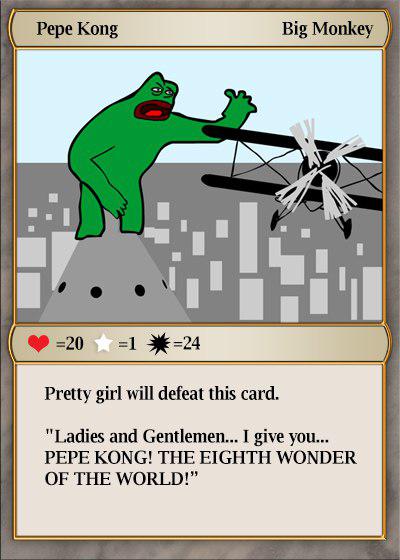 Pepe Kong Big Monkey
=20 =1 =24
Pretty girl will defeat this card.
"Ladies and Gentlemen... I give you...
PEPE KONG! THE EIGHTH WONDER
OF THE WORLD!”